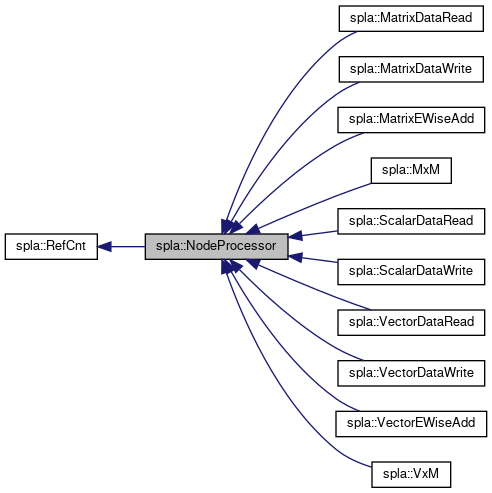 spla::MatrixDataRead
spla::MatrixDataWrite
spla::MatrixEWiseAdd
spla::MxM
spla::RefCnt
spla::NodeProcessor
spla::ScalarDataRead
spla::ScalarDataWrite
spla::VectorDataRead
spla::VectorDataWrite
spla::VectorEWiseAdd
spla::VxM